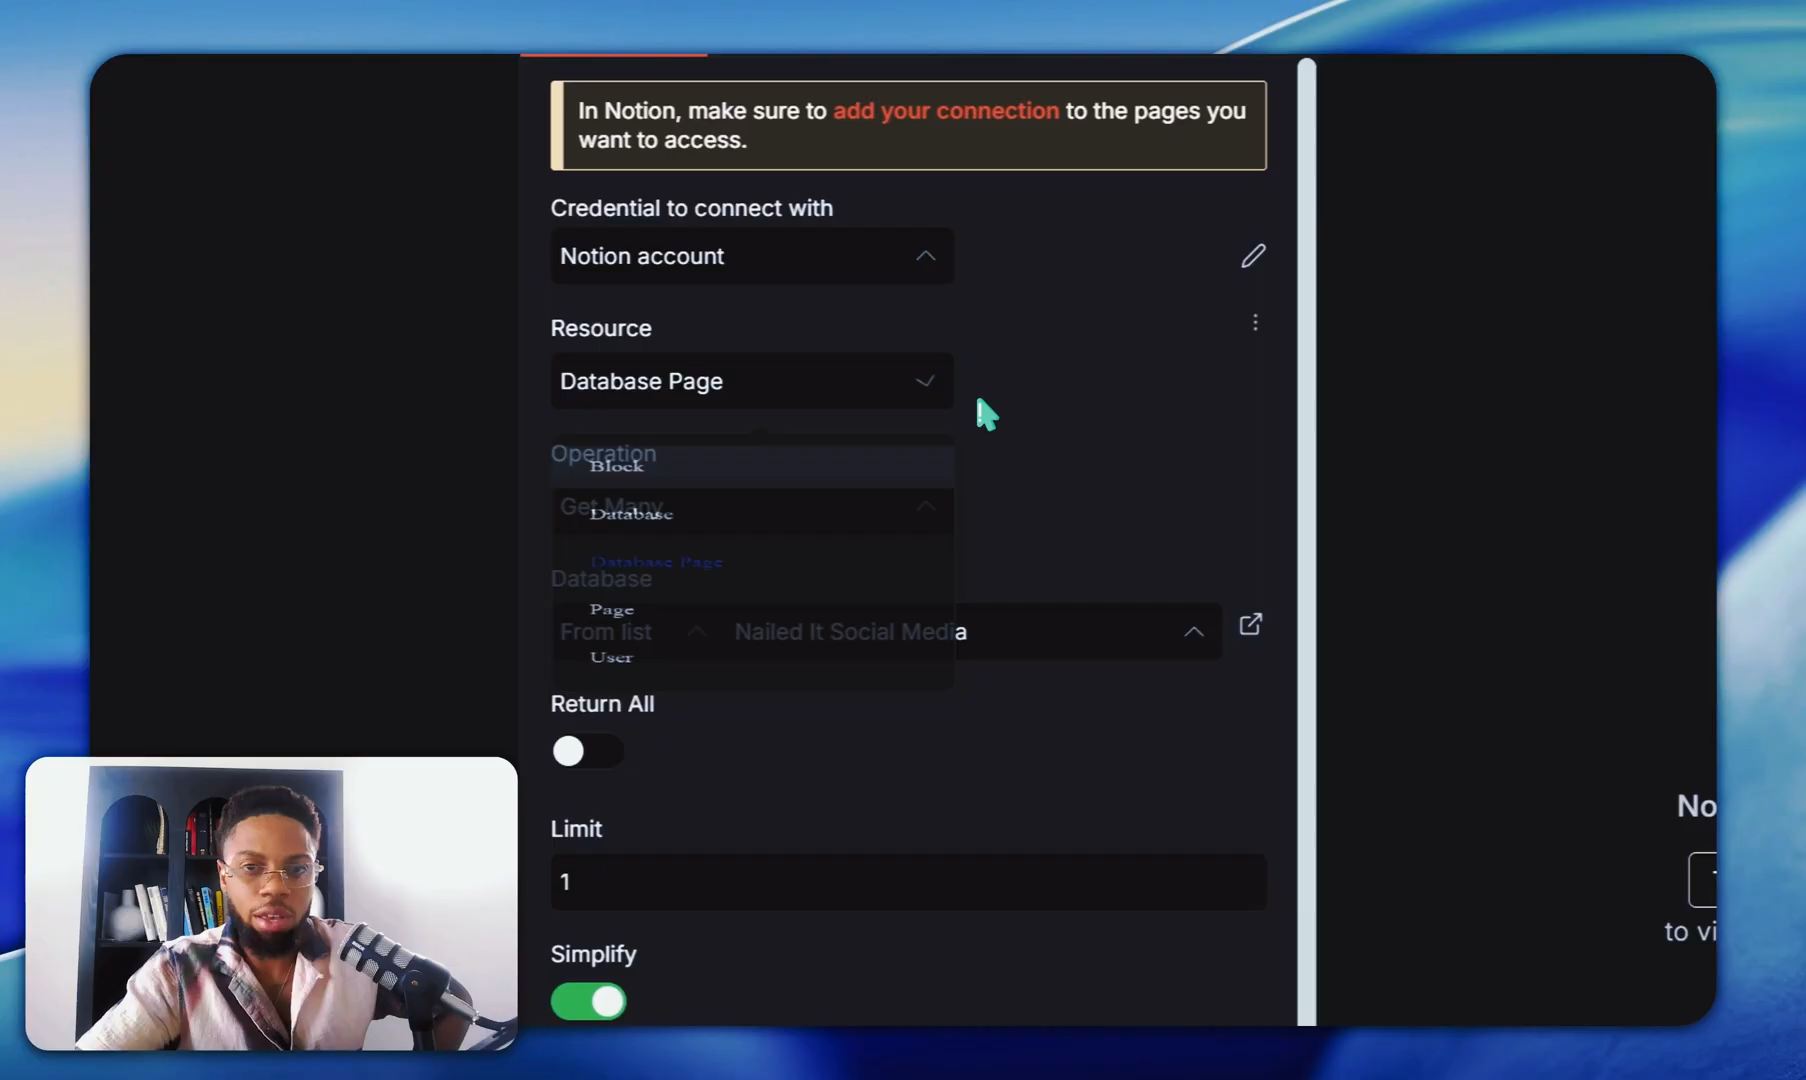 In Notion, make sure to add your connection to the pages you
want to access.
Credential to connect with
Notion account
Resource
Database Page
Operation
Block
Get Many
Database
Database Page
Database
Page
From list
Nailed It Social Media
User
Return All
Limit
1
Simplify
No
to vi